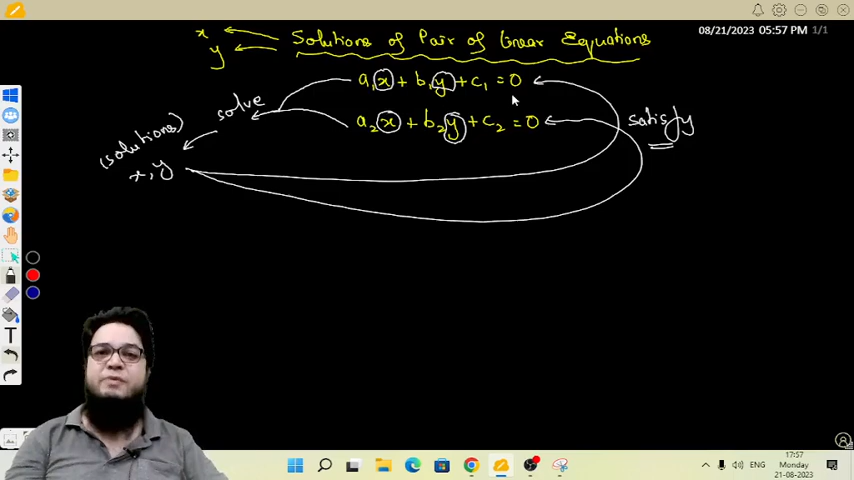 08/21/2023 05:57 PM 1/1
x
Solutions of Pair of linear Equations
y
a₁x + b₁y + c₁ = 0
solve
satisfy
a₂x + b₂y + c₂ = 0
(solutions)
x, y
T
ENG
17:57
Monday
21-08-2023